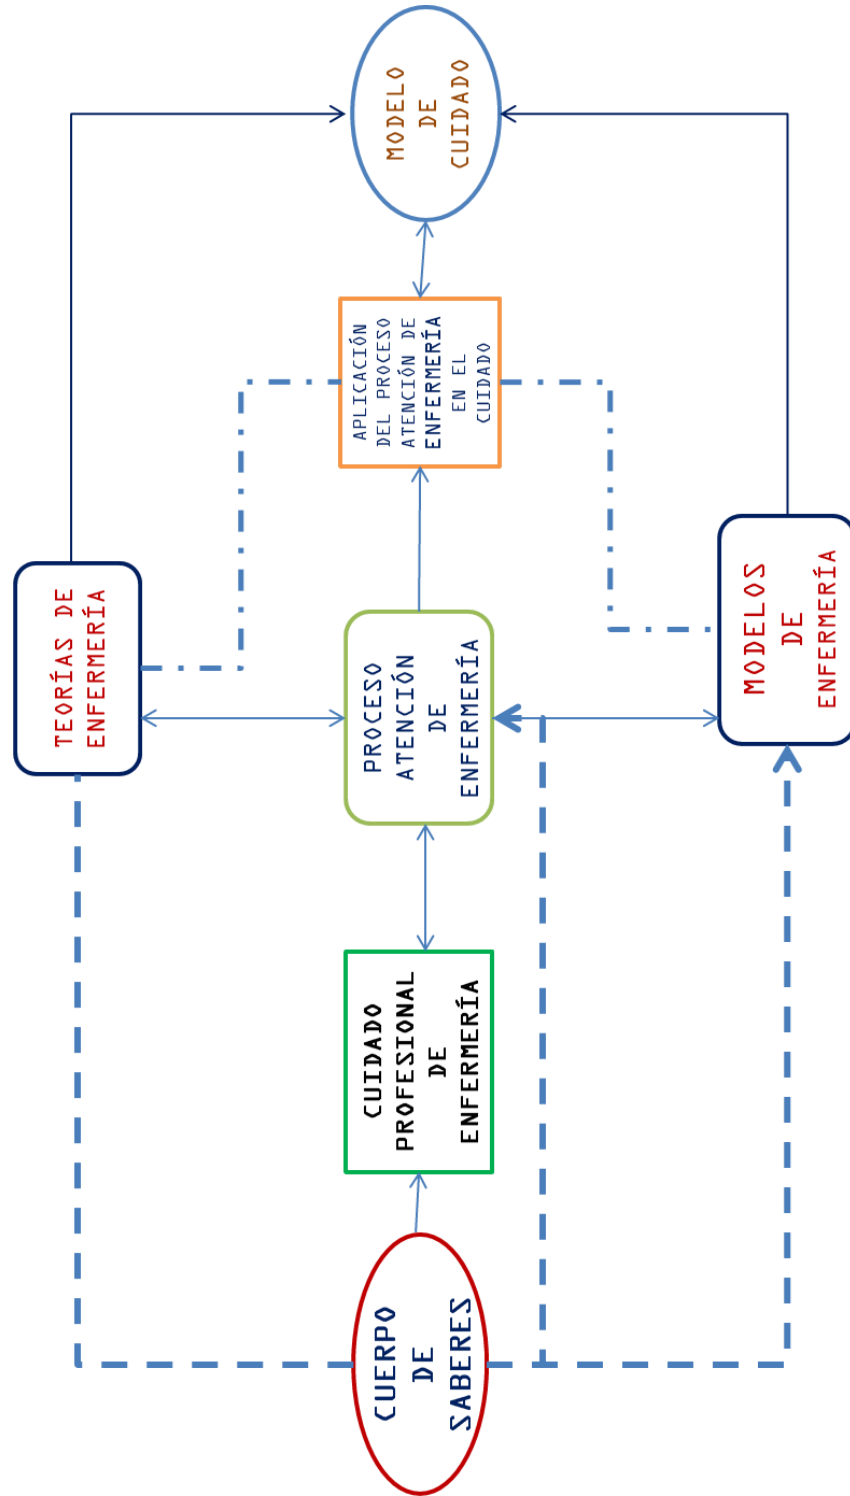 TEORÍAS DE
ENFERMERÍA
CUERPO
DE
SABERES
CUIDADO
PROFESIONAL
DE
ENFERMERÍA
PROCESO
ATENCIÓN
DE
ENFERMERÍA
APLICACIÓN
DEL PROCESO
ATENCIÓN DE
ENFERMERÍA
EN EL
CUIDADO
MODELO
DE
CUIDADO
MODELOS
DE
ENFERMERÍA